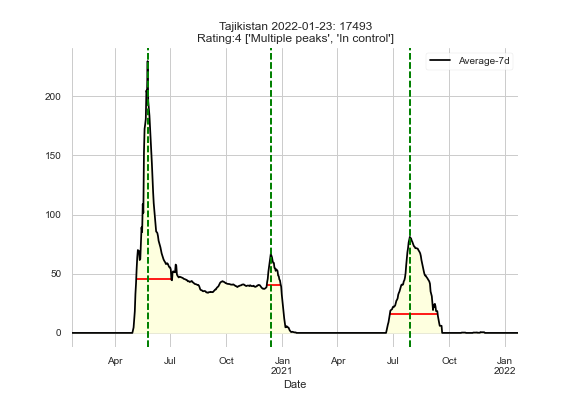 Tajikistan 2022-01-23: 17493
Rating:4 ['Multiple peaks', 'In control']
Average-7d
200
150
100
50
0
Apr Jul Oct Jan Apr Jul Oct Jan
2021 2022
Date